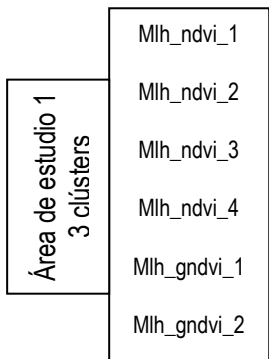 Área de estudio 1
3 clústers
Mlh_ndvi_1
Mlh_ndvi_2
Mlh_ndvi_3
Mlh_ndvi_4
Mlh_gndvi_1
Mlh_gndvi_2